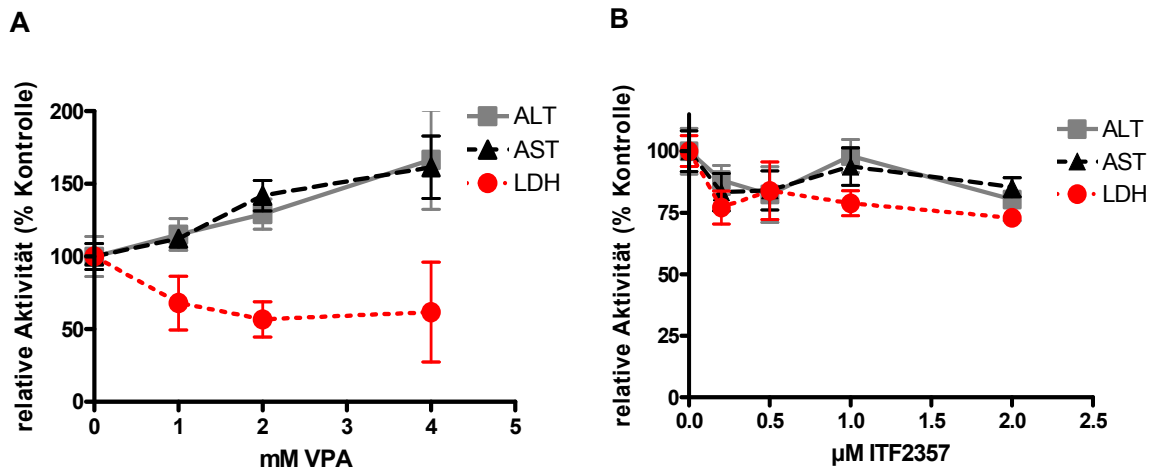 A
relative Aktivität (% Kontrolle)
200
150
100
50
0
0 1 2 3 4 5
mM VPA
ALT
AST
LDH
B
relative Aktivität (% Kontrolle)
100
75
50
25
0
0.0 0.5 1.0 1.5 2.0 2.5
µM ITF2357
ALT
AST
LDH